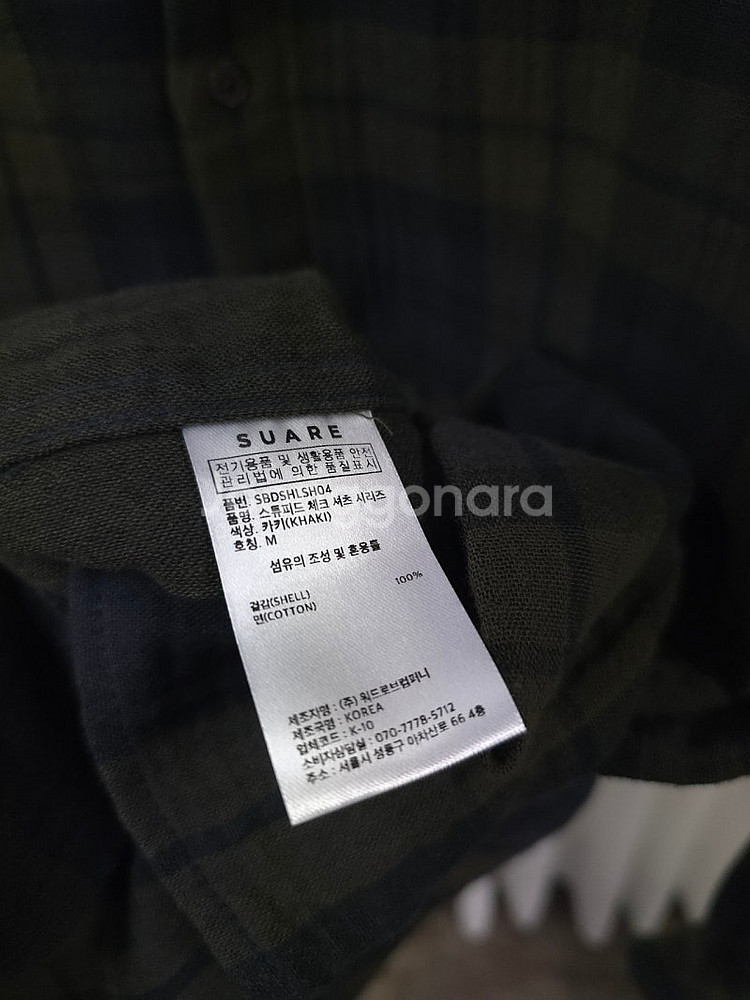 SUARE
전기용품 및 생활용품 안전
관리법에 의한 품질표시
품번. SBDSHLSH04
품명. 스튜피드 체크 셔츠 시리즈
색상. 카키(KHAKI)
호칭. M
섬유의 조성 및 혼용률
100%
겉감(SHELL)
면(COTTON)
제조자명 : (주) 워드로브컴퍼니
제조국명 : KOREA
업체코드 : K-10
소비자상담실 : 070-7778-5712
주소 : 서울시 성동구 아차산로 66 4층
ggonara